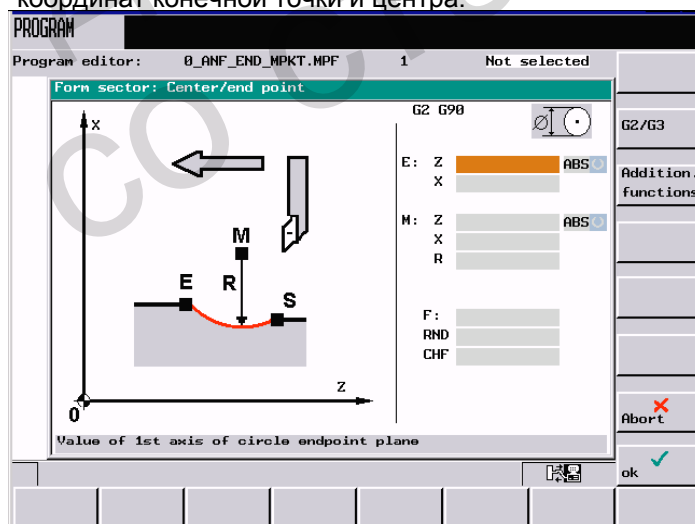 координат конечной точки и центра.
PROGRAM
Program editor: 0_ANF_END_MPKT.MPF 1 Not selected
Form sector: Center/end point
G2 G90
X
G2/G3
E: Z ABS
X
Addition.
functions
M: Z ABS
X
R
M
E R S
F:
RND
CHF
Z
0
Abort
Value of 1st axis of circle endpoint plane
ok